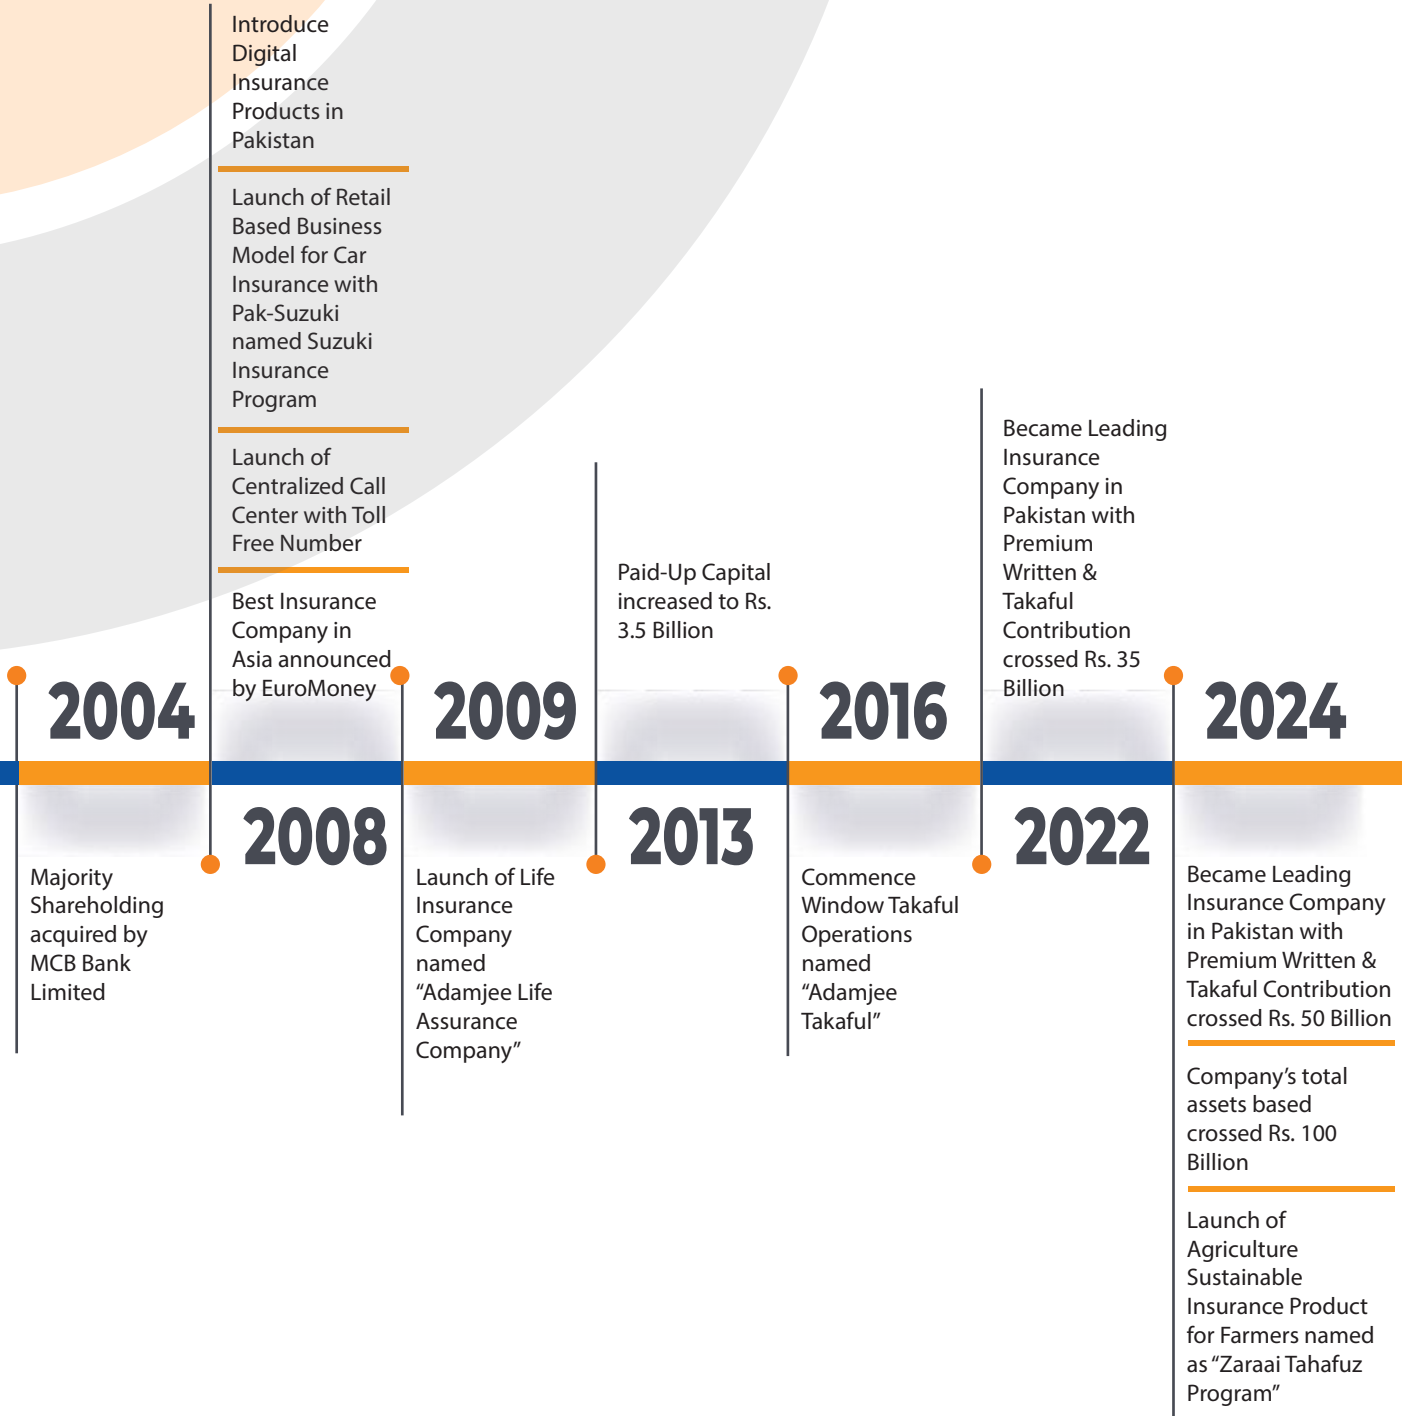 Introduce
Digital
Insurance
Products in
Pakistan
Launch of Retail
Based Business
Model for Car
Insurance with
Pak-Suzuki
named Suzuki
Insurance
Program
Launch of
Centralized Call
Center with Toll
Free Number
Best Insurance
Company in
Asia announced
by EuroMoney
Paid-Up Capital
increased to Rs.
3.5 Billion
Became Leading
Insurance
Company in
Pakistan with
Premium
Written &
Takaful
Contribution
crossed Rs. 35
Billion
2004
2009
2016
2024
2008
2013
2022
Majority
Shareholding
acquired by
MCB Bank
Limited
Launch of Life
Insurance
Company
named
“Adamjee Life
Assurance
Company”
Commence
Window Takaful
Operations
named
“Adamjee
Takaful”
Became Leading
Insurance Company
in Pakistan with
Premium Written &
Takaful Contribution
crossed Rs. 50 Billion
Company’s total
assets based
crossed Rs. 100
Billion
Launch of
Agriculture
Sustainable
Insurance Product
for Farmers named
as “Zaraai Tahafuz
Program”